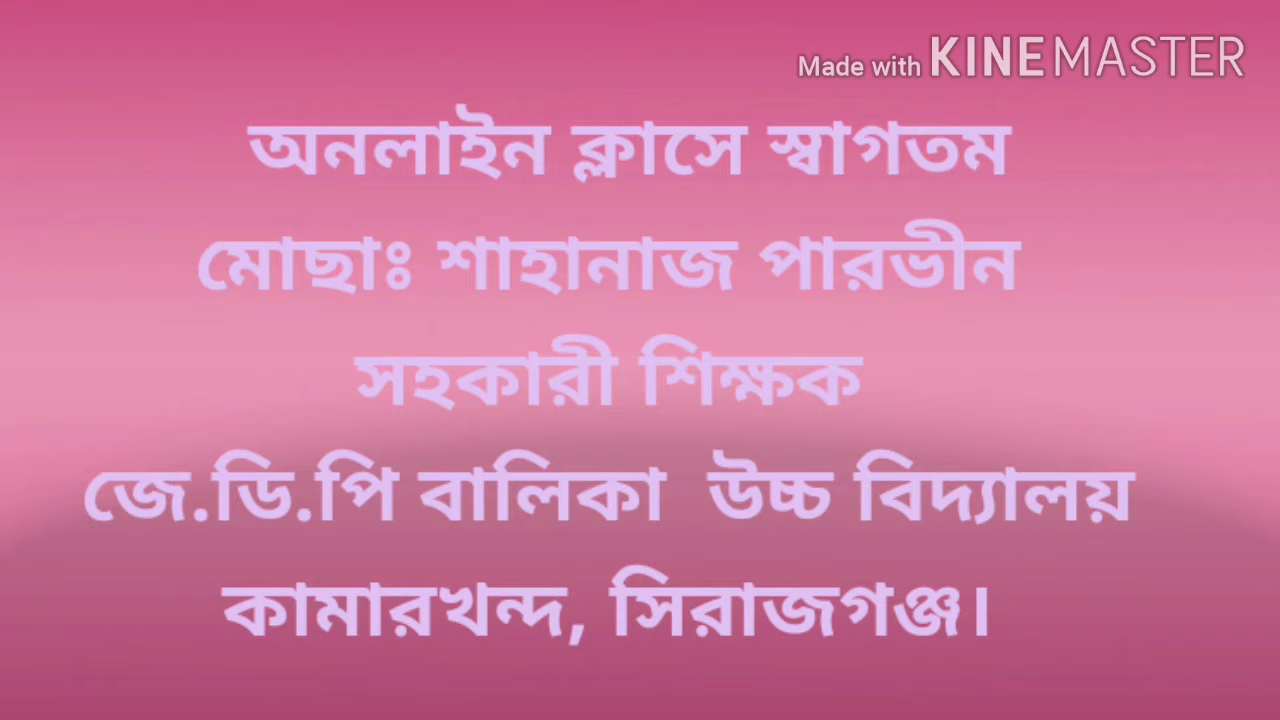 Made with KINEMASTER
অনলাইন ক্লাসে স্বাগতম
মোছাঃ শাহানাজ পারভীন
সহকারী শিক্ষক
জে.ডি.পি বালিকা উচ্চ বিদ্যালয়
কামারখন্দ, সিরাজগঞ্জ।